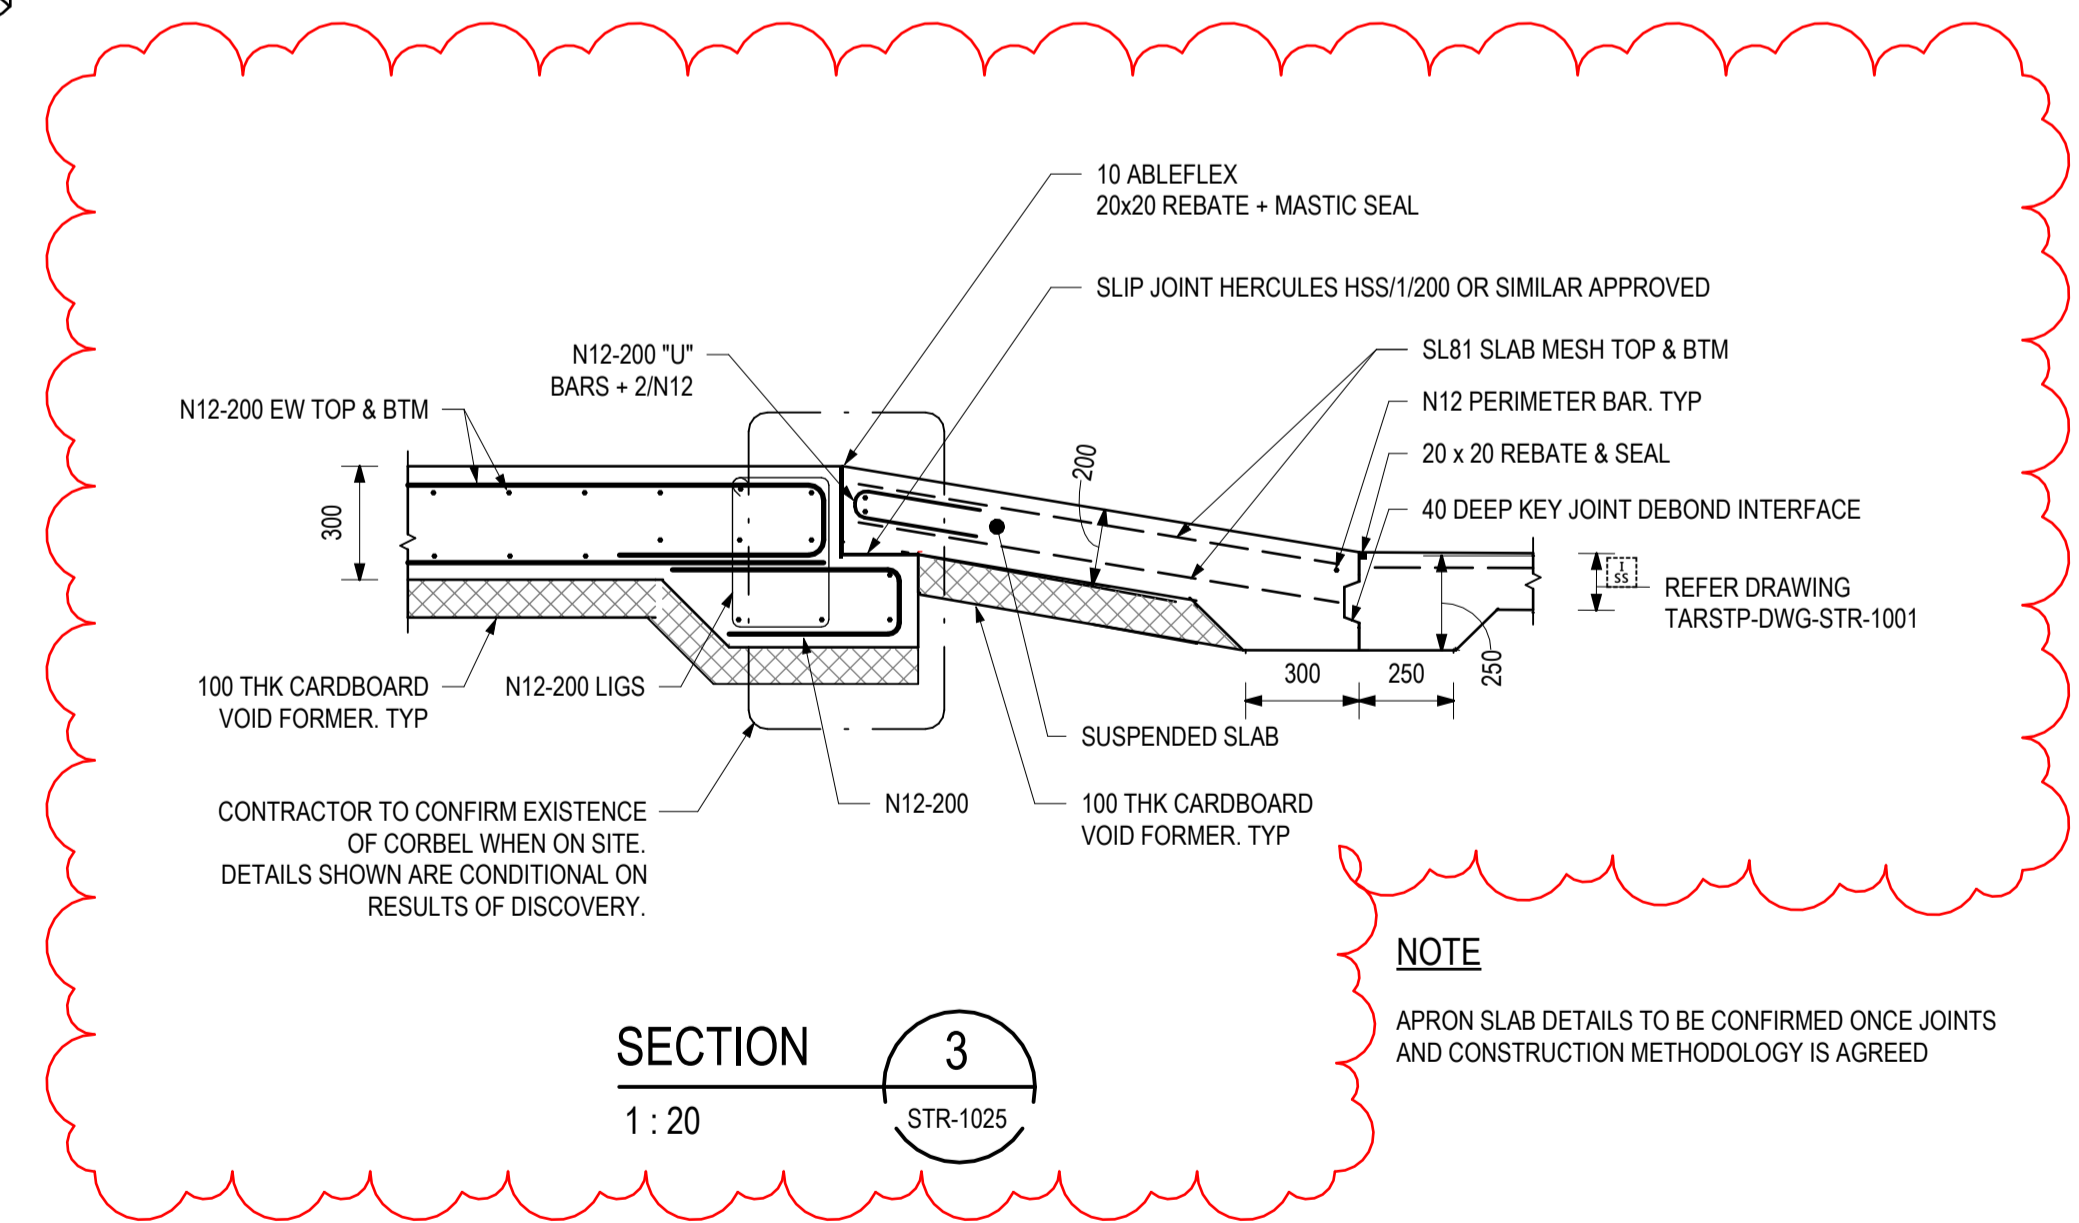 10 ABLEFLEX
20x20 REBATE + MASTIC SEAL
SLIP JOINT HERCULES HSS/1/200 OR SIMILAR APPROVED
N12-200 "U"
BARS + 2/N12
SL81 SLAB MESH TOP & BTM
N12-200 EW TOP & BTM
N12 PERIMETER BAR. TYP
20 x 20 REBATE & SEAL
200
300
40 DEEP KEY JOINT DEBOND INTERFACE
I
SS
REFER DRAWING
TARSTP-DWG-STR-1001
300
250
250
100 THK CARDBOARD
VOID FORMER. TYP
N12-200 LIGS
SUSPENDED SLAB
N12-200
100 THK CARDBOARD
VOID FORMER. TYP
CONTRACTOR TO CONFIRM EXISTENCE
OF CORBEL WHEN ON SITE.
DETAILS SHOWN ARE CONDITIONAL ON
RESULTS OF DISCOVERY.
NOTE
APRON SLAB DETAILS TO BE CONFIRMED ONCE JOINTS
AND CONSTRUCTION METHODOLOGY IS AGREED
SECTION
3
1 : 20
STR-1025